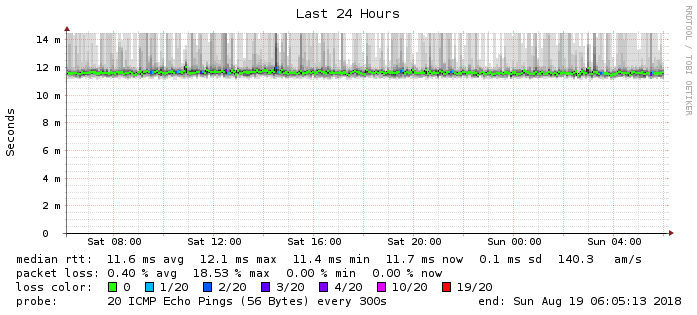 Last 24 Hours
RRDTOOL / TOBI OETIKER
Seconds
14 m
12 m
10 m
8 m
6 m
4 m
2 m
0
Sat 08:00 Sat 12:00 Sat 16:00 Sat 20:00 Sun 00:00 Sun 04:00
median rtt: 11.6 ms avg 12.1 ms max 11.4 ms min 11.7 ms now 0.1 ms sd 140.3 am/s
packet loss: 0.40 % avg 18.53 % max 0.00 % min 0.00 % now
loss color: 0 1/20 2/20 3/20 4/20 10/20 19/20
probe: 20 ICMP Echo Pings (56 Bytes) every 300s end: Sun Aug 19 06:05:13 2018